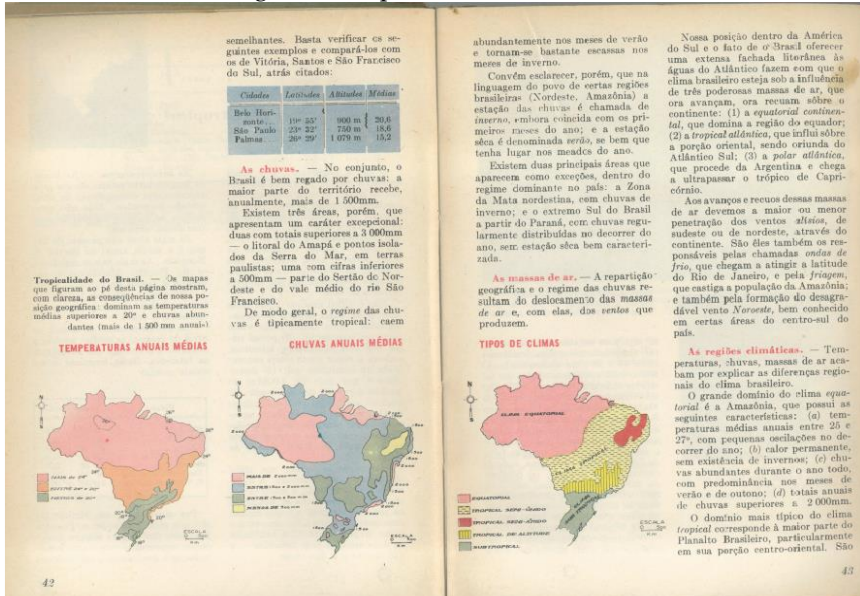 semelhantes. Basta verificar os se-
guintes exemplos e compará-los com
os de Vitória, Santos e São Francisco
do Sul, atrás citados:
Cidades Latitudes Altitudes Médias
Belo Hori-
zonte... 19º 55' 900 m 20,6
São Paulo 23º 22' 750 m 18,6
Palmas. 26º 29' 1 079 m 15,2
As chuvas. — No conjunto, o
Brasil é bem regado por chuvas: a
maior parte do território recebe,
anualmente, mais de 1 500mm.
Existem três áreas, porém, que
apresentam um caráter excepcional:
duas com totais superiores a 3 000mm
— o litoral do Amapá e pontos isola-
dos da Serra do Mar, em terras
paulistas; uma com cifras inferiores
a 500mm — parte do Sertão do Nor-
deste e do vale médio do rio São
Francisco.
De modo geral, o regime das chu-
vas é tipicamente tropical: caem
Tropicalidade do Brasil. — Os mapas
que figuram ao pé desta página mostram,
com clareza, as conseqüências de nossa po-
sição geográfica: dominam as temperaturas
médias superiores a 20º e chuvas abun-
dantes (mais de 1 500 mm anuais)
TEMPERATURAS ANUAIS MÉDIAS
CHUVAS ANUAIS MÉDIAS
MAIS DE
ENTRE
ENTRE
MENOS DE
ESCALA
ESCALA
42
abundantemente nos meses de verão
e tornam-se bastante escassas nos
meses de inverno.
Convém esclarecer, porém, que na
linguagem do povo de certas regiões
brasileiras (Nordeste, Amazônia) a
estação das chuvas é chamada de
inverno, embora coincida com os pri-
meiros meses do ano; e a estação
sêca é denominada verão, se bem que
tenha lugar nos meados do ano.
Existem duas principais áreas que
aparecem como exceções, dentro do
regime dominante no país: a Zona
da Mata nordestina, com chuvas de
inverno; e o extremo Sul do Brasil
a partir do Paraná, com chuvas regu-
larmente distribuídas no decorrer do
ano, sem estação sêca bem caracteri-
zada.
As massas de ar. — A repartição
geográfica e o regime das chuvas re-
sultam do deslocamento das massas
de ar e, com elas, dos ventos que
produzem.
TIPOS DE CLIMAS
CLIMA EQUATORIAL
EQUATORIAL
TROPICAL SEMI-ÚMIDO
TROPICAL SEMI-ÁRIDO
TROPICAL DE ALTITUDE
SUBTROPICAL
ESCALA
Nossa posição dentro da América
do Sul e o fato de o Brasil oferecer
uma extensa fachada litorânea às
águas do Atlântico fazem com que o
clima brasileiro esteja sob a influência
de três poderosas massas de ar, que
ora avançam, ora recuam sôbre o
continente: (1) a equatorial continen-
tal, que domina a região do equador;
(2) a tropical atlântica, que influi sôbre
a porção oriental, sendo oriunda do
Atlântico Sul; (3) a polar atlântica,
que procede da Argentina e chega
a ultrapassar o trópico de Capri-
córnio.
Aos avanços e recuos dessas massas
de ar devemos a maior ou menor
penetração dos ventos alísios, de
sudeste ou de nordeste, através do
continente. São êles também os res-
ponsáveis pelas chamadas ondas de
frio, que chegam a atingir a latitude
do Rio de Janeiro, e pela friagem,
que castiga a população da Amazônia;
e também pela formação do desagra-
dável vento Noroeste, bem conhecido
em certas áreas do centro-sul do
país.
As regiões climáticas. — Tem-
peraturas, chuvas, massas de ar aca-
bam por explicar as diferenças regio-
nais do clima brasileiro.
O grande domínio do clima equa-
torial é a Amazônia, que possui as
seguintes características: (a) tem-
peraturas médias anuais entre 25 e
27º, com pequenas oscilações no de-
correr do ano; (b) calor permanente,
sem existência de invernos; (c) chu-
vas abundantes durante o ano todo,
com predominância nos meses de
verão e de outono; (d) totais anuais
de chuvas superiores a 2 000mm.
O domínio mais típico do clima
tropical corresponde à maior parte do
Planalto Brasileiro, particularmente
em sua porção centro-oriental. São
43